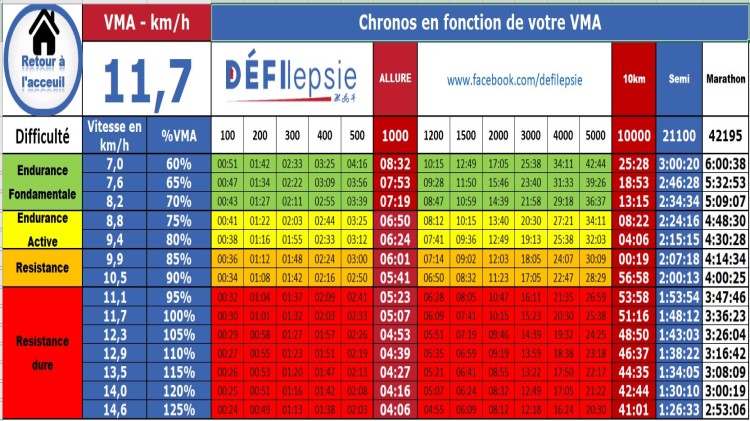 Retour à l'acceuil
VMA - km/h
Chronos en fonction de votre VMA
11,7
DÉFIlepsie
ALLURE
www.facebook.com/defilepsie
10km Semi Marathon
Difficulté Vitesse en km/h %VMA 100 200 300 400 500 1000 1200 1500 2000 3000 4000 5000 10000 21100 42195
Endurance Fondamentale
7,0 60% 00:51 01:42 02:33 03:25 04:16 08:32 10:15 12:49 17:05 25:38 34:11 42:44 25:28 3:00:20 6:00:38
7,6 65% 00:47 01:34 02:22 03:09 03:56 07:53 09:28 11:50 15:46 23:40 31:33 39:26 18:53 2:46:28 5:32:53
8,2 70% 00:43 01:27 02:11 02:55 03:39 07:19 08:47 10:59 14:39 21:58 29:18 36:37 13:15 2:34:34 5:09:07
Endurance Active
8,8 75% 00:41 01:22 02:03 02:44 03:25 06:50 08:12 10:15 13:40 20:30 27:21 34:11 08:22 2:24:16 4:48:30
9,4 80% 00:38 01:16 01:55 02:33 03:12 06:24 07:41 09:36 12:49 19:13 25:38 32:03 04:06 2:15:15 4:30:28
Resistance
9,9 85% 00:36 01:12 01:48 02:24 03:00 06:01 07:14 09:02 12:03 18:05 24:07 30:09 00:19 2:07:18 4:14:34
10,5 90% 00:34 01:08 01:42 02:16 02:50 05:41 06:50 08:32 11:23 17:05 22:47 28:29 56:58 2:00:13 4:00:25
Resistance dure
11,1 95% 00:32 01:04 01:37 02:09 02:41 05:23 06:28 08:05 10:47 16:11 21:35 26:59 53:58 1:53:54 3:47:46
11,7 100% 00:30 01:01 01:32 02:03 02:33 05:07 06:09 07:41 10:15 15:23 20:30 25:38 51:16 1:48:12 3:36:23
12,3 105% 00:29 00:58 01:27 01:57 02:26 04:53 05:51 07:19 09:46 14:39 19:32 24:25 48:50 1:43:03 3:26:04
12,9 110% 00:27 00:55 01:23 01:51 02:19 04:39 05:35 06:59 09:19 13:59 18:38 23:18 46:37 1:38:22 3:16:42
13,5 115% 00:26 00:53 01:20 01:47 02:13 04:27 05:21 06:41 08:55 13:22 17:50 22:17 44:35 1:34:05 3:08:09
14,0 120% 00:25 00:51 01:16 01:42 02:08 04:16 05:07 06:24 08:32 12:49 17:05 21:22 42:44 1:30:10 3:00:19
14,6 125% 00:24 00:49 01:13 01:38 02:03 04:06 04:55 06:09 08:12 12:18 16:24 20:30 41:01 1:26:33 2:53:06